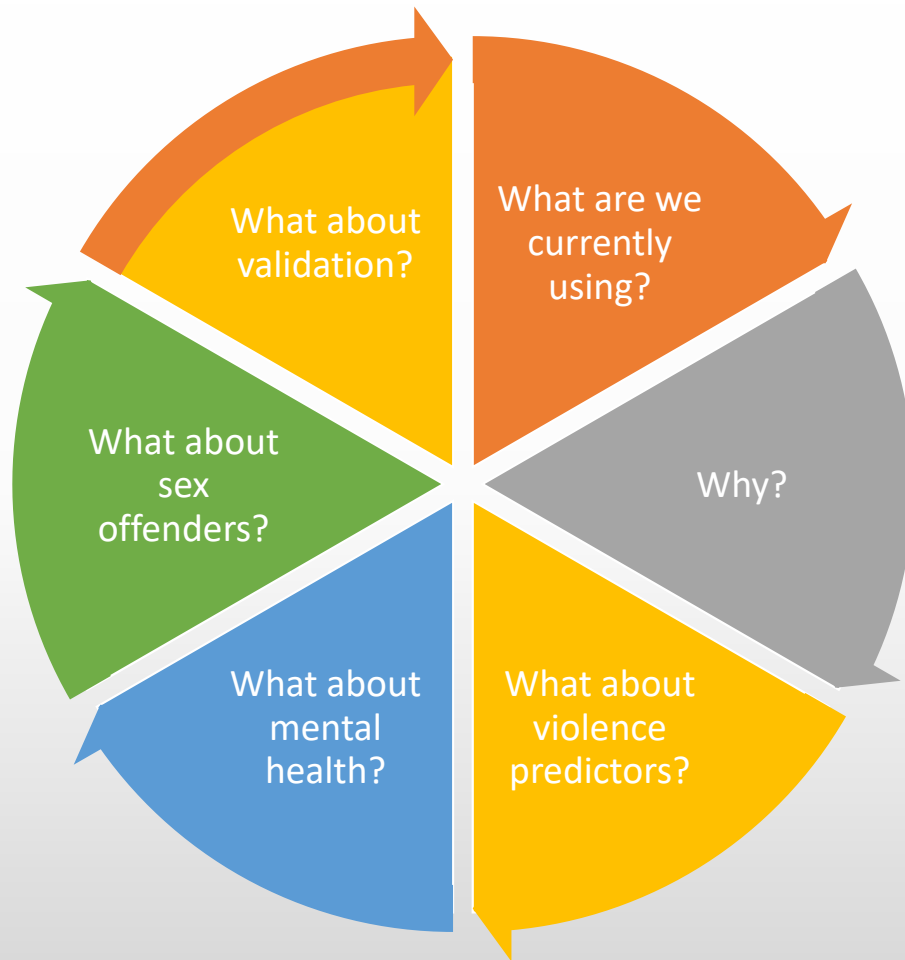 What are we
currently
using?
Why?
What about
violence
predictors?
What about
mental
health?
What about
sex
offenders?
What about
validation?